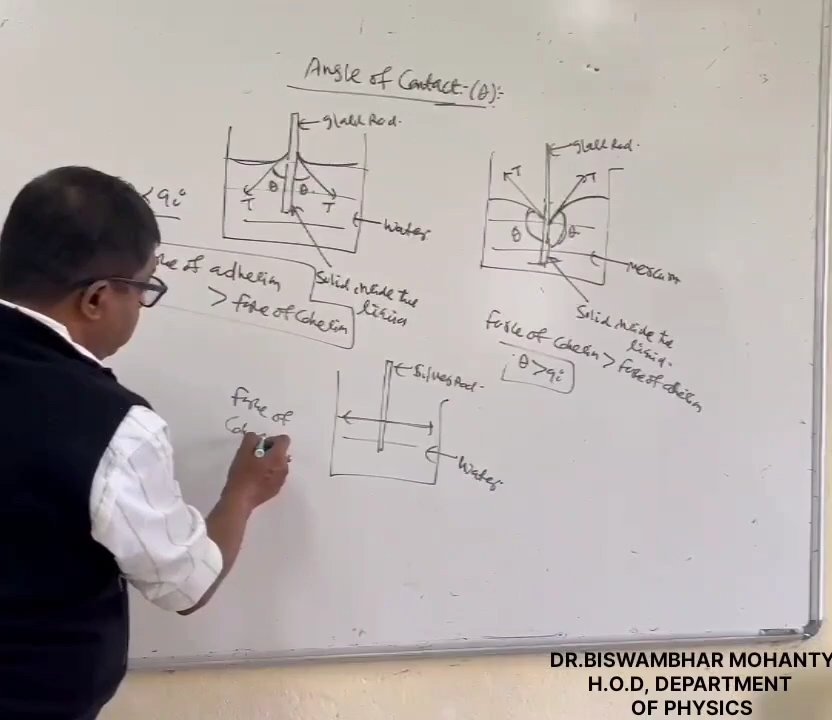 Angle of Contact:-(θ):-
glass Rod.
θ θ
T T
Water
Solid inside the
liquid
< 90°
of adhesion
> force of Cohesion
glass Rod.
T T
θ θ
mercury
Solid inside the
liquid.
force of Cohesion > force of adhesion
θ > 90°
Silver Rod.
Water
force of
DR.BISWAMBHAR MOHANTY
H.O.D, DEPARTMENT
OF PHYSICS